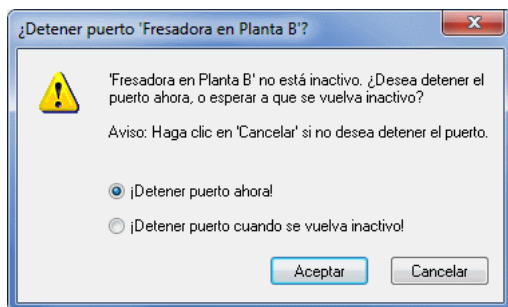 ¿Detener puerto 'Fresadora en Planta B'?
'Fresadora en Planta B' no está inactivo. ¿Desea detener el
puerto ahora, o esperar a que se vuelva inactivo?
Aviso: Haga clic en 'Cancelar' si no desea detener el puerto.
¡Detener puerto ahora!
¡Detener puerto cuando se vuelva inactivo!
Aceptar
Cancelar